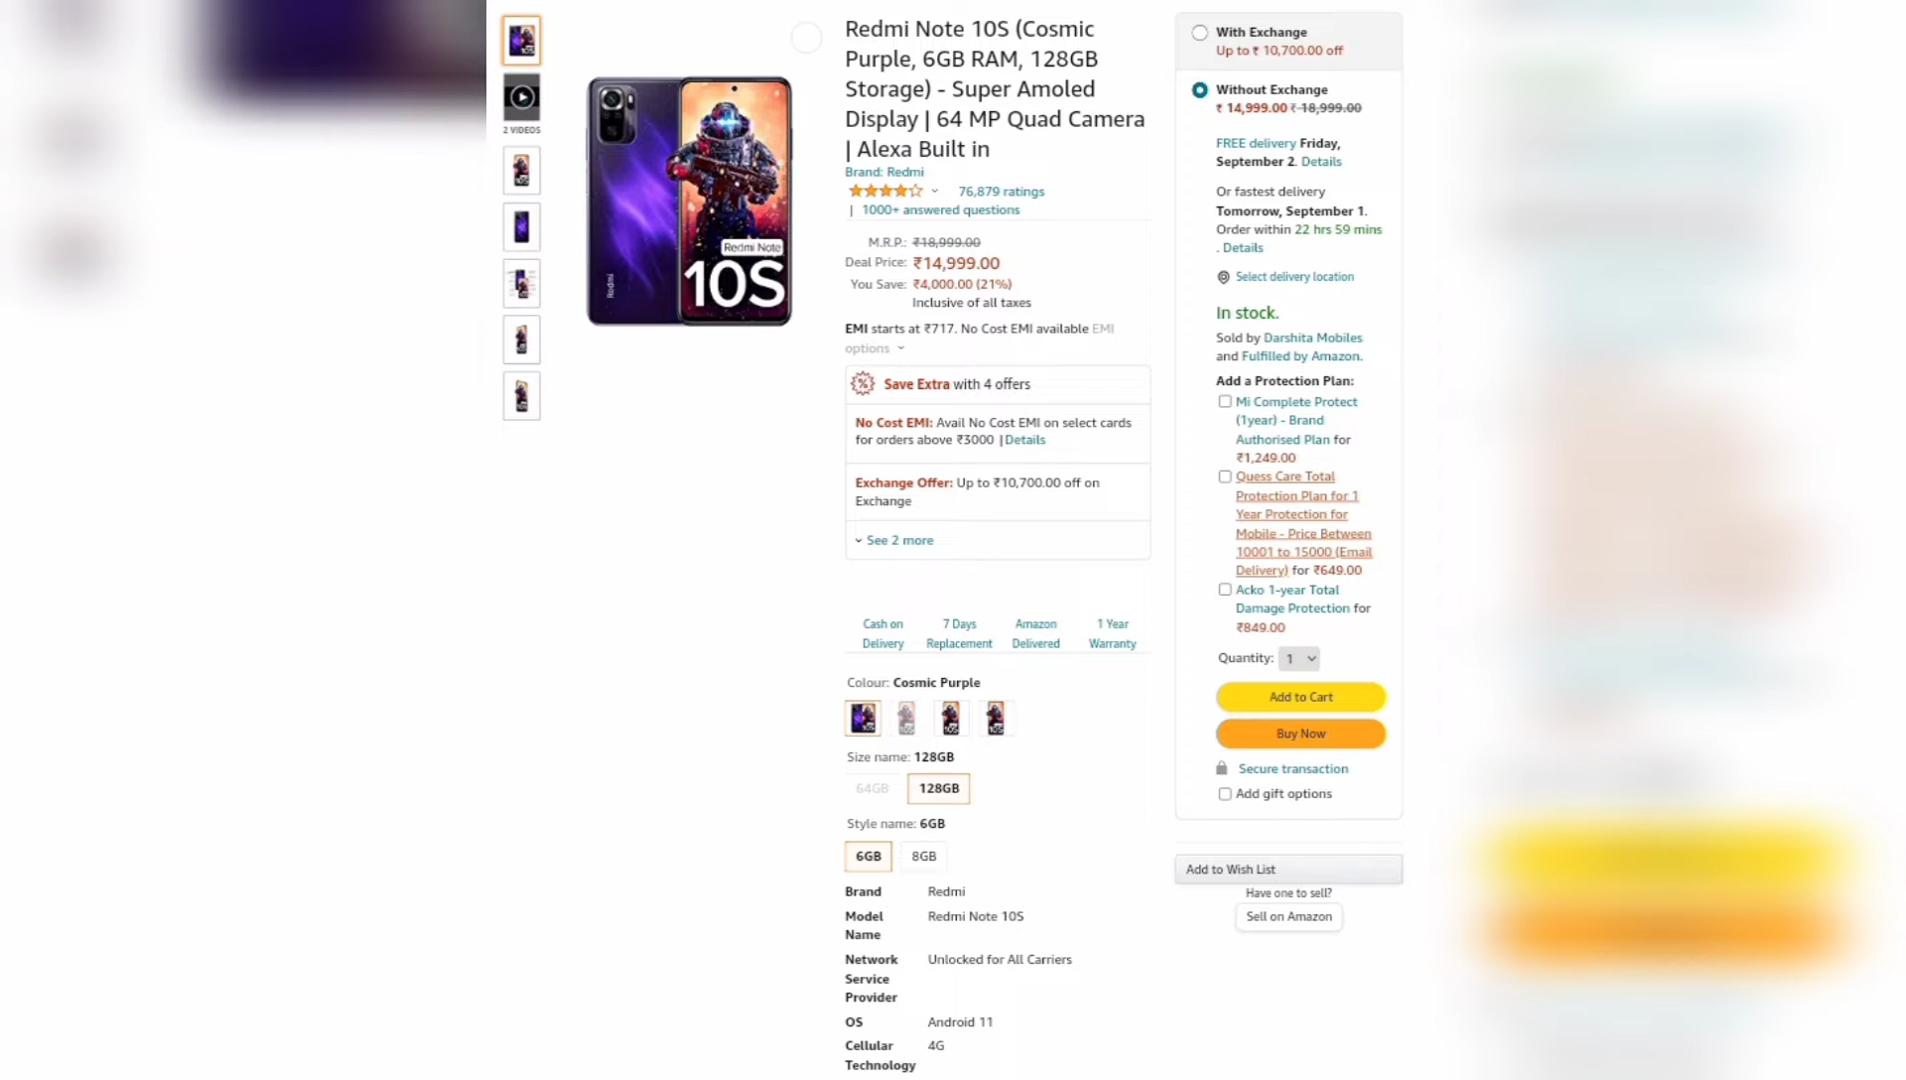 2 VIDEOS
Redmi
Redmi Note
10S
Redmi Note 10S (Cosmic
Purple, 6GB RAM, 128GB
Storage) - Super Amoled
Display | 64 MP Quad Camera
| Alexa Built in
Brand: Redmi
76,879 ratings
| 1000+ answered questions
M.R.P.: ₹18,999.00
Deal Price: ₹14,999.00
You Save: ₹4,000.00 (21%)
Inclusive of all taxes
EMI starts at ₹717. No Cost EMI available EMI
options
Save Extra with 4 offers
No Cost EMI: Avail No Cost EMI on select cards
for orders above ₹3000 |Details
Exchange Offer: Up to ₹10,700.00 off on
Exchange
See 2 more
Cash on
Delivery
7 Days
Replacement
Amazon
Delivered
1 Year
Warranty
Colour: Cosmic Purple
Size name: 128GB
64GB 128GB
Style name: 6GB
6GB 8GB
Brand Redmi
Model Redmi Note 10S
Name
Network Unlocked for All Carriers
Service
Provider
OS Android 11
Cellular 4G
Technology
With Exchange
Up to ₹ 10,700.00 off
Without Exchange
₹ 14,999.00 ₹ 18,999.00
FREE delivery Friday,
September 2. Details
Or fastest delivery
Tomorrow, September 1.
Order within 22 hrs 59 mins
. Details
Select delivery location
In stock.
Sold by Darshita Mobiles
and Fulfilled by Amazon.
Add a Protection Plan:
Mi Complete Protect
(1year) - Brand
Authorised Plan for
₹1,249.00
Quess Care Total
Protection Plan for 1
Year Protection for
Mobile - Price Between
10001 to 15000 (Email
Delivery) for ₹649.00
Acko 1-year Total
Damage Protection for
₹849.00
Quantity: 1
Add to Cart
Buy Now
Secure transaction
Add gift options
Add to Wish List
Have one to sell?
Sell on Amazon